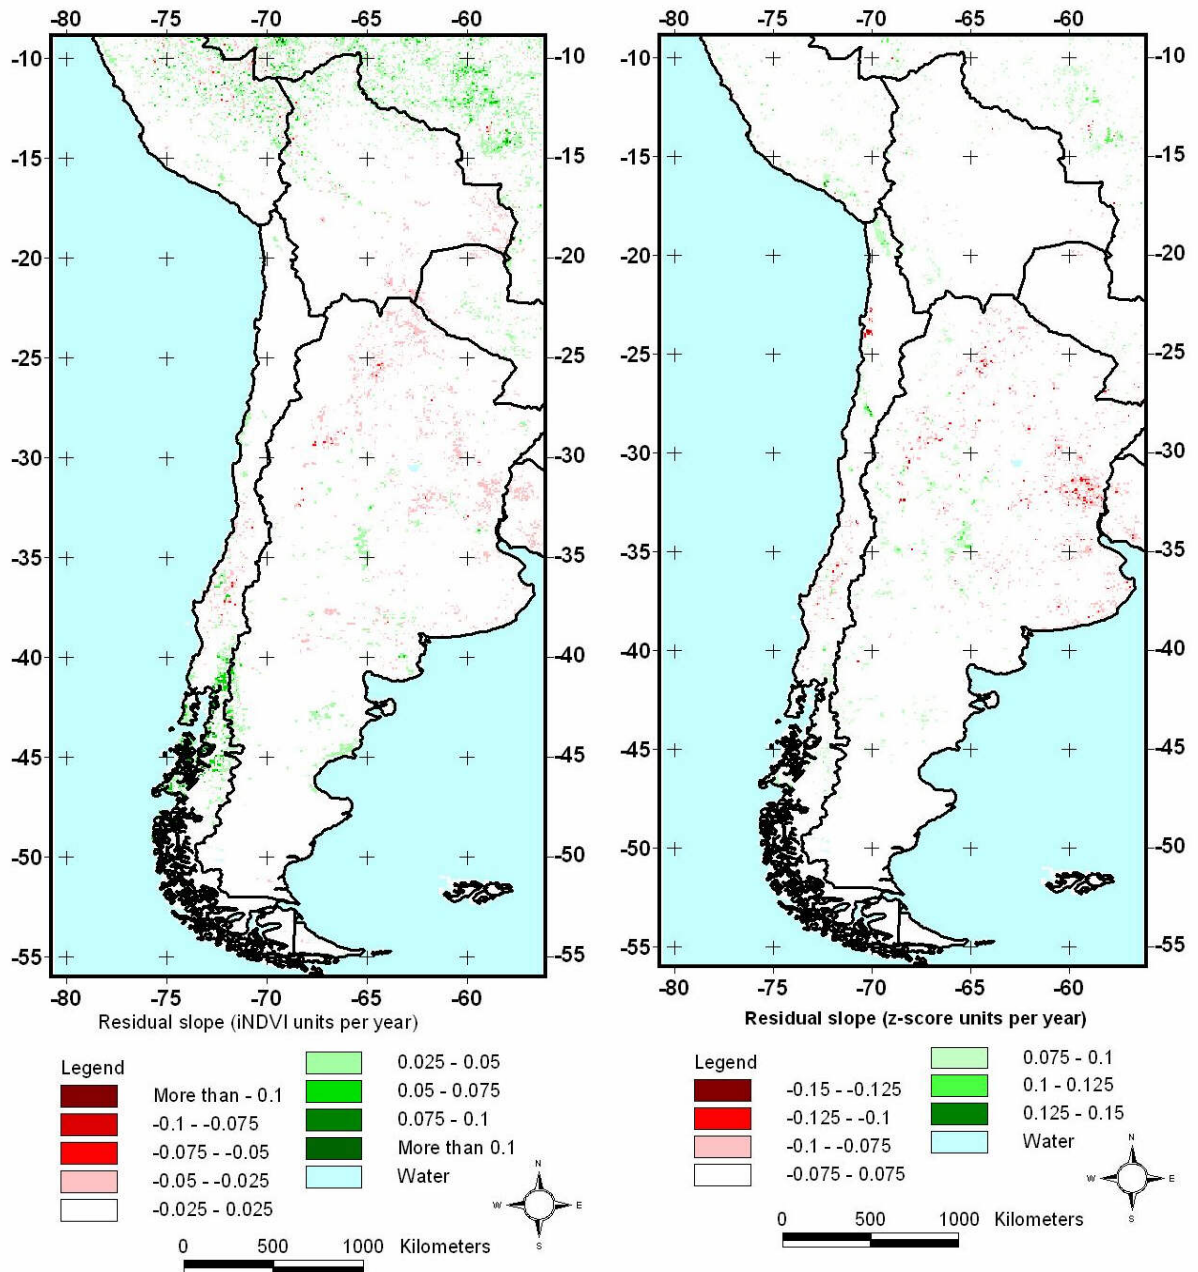 -80 -75 -70 -65 -60
-10 -10
-15 -15
-20 -20
-25 -25
-30 -30
-35 -35
-40 -40
-45 -45
-50 -50
-55 -55
-80 -75 -70 -65 -60
Residual slope (iNDVI units per year)
Legend
More than - 0.1
-0.1 - -0.075
-0.075 - -0.05
-0.05 - -0.025
-0.025 - 0.025
0.025 - 0.05
0.05 - 0.075
0.075 - 0.1
More than 0.1
Water
N
W E
S
0 500 1000 Kilometers
-80 -75 -70 -65 -60
-10 -10
-15 -15
-20 -20
-25 -25
-30 -30
-35 -35
-40 -40
-45 -45
-50 -50
-55 -55
-80 -75 -70 -65 -60
Residual slope (z-score units per year)
Legend
-0.15 - -0.125
-0.125 - -0.1
-0.1 - -0.075
-0.075 - 0.075
0.075 - 0.1
0.1 - 0.125
0.125 - 0.15
Water
N
W E
S
0 500 1000 Kilometers